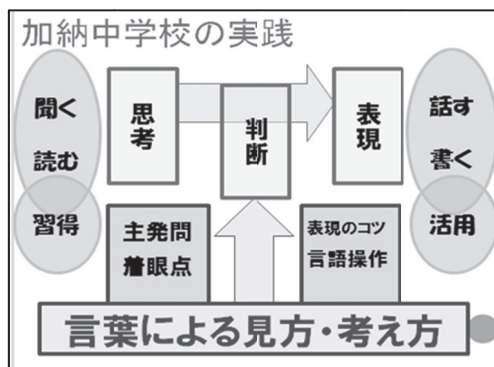 加納中学校の実践
聞く
読む
習得
思考
判断
表現
話す
書く
活用
主発問
着眼点
表現のコツ
言語操作
言葉による見方・考え方